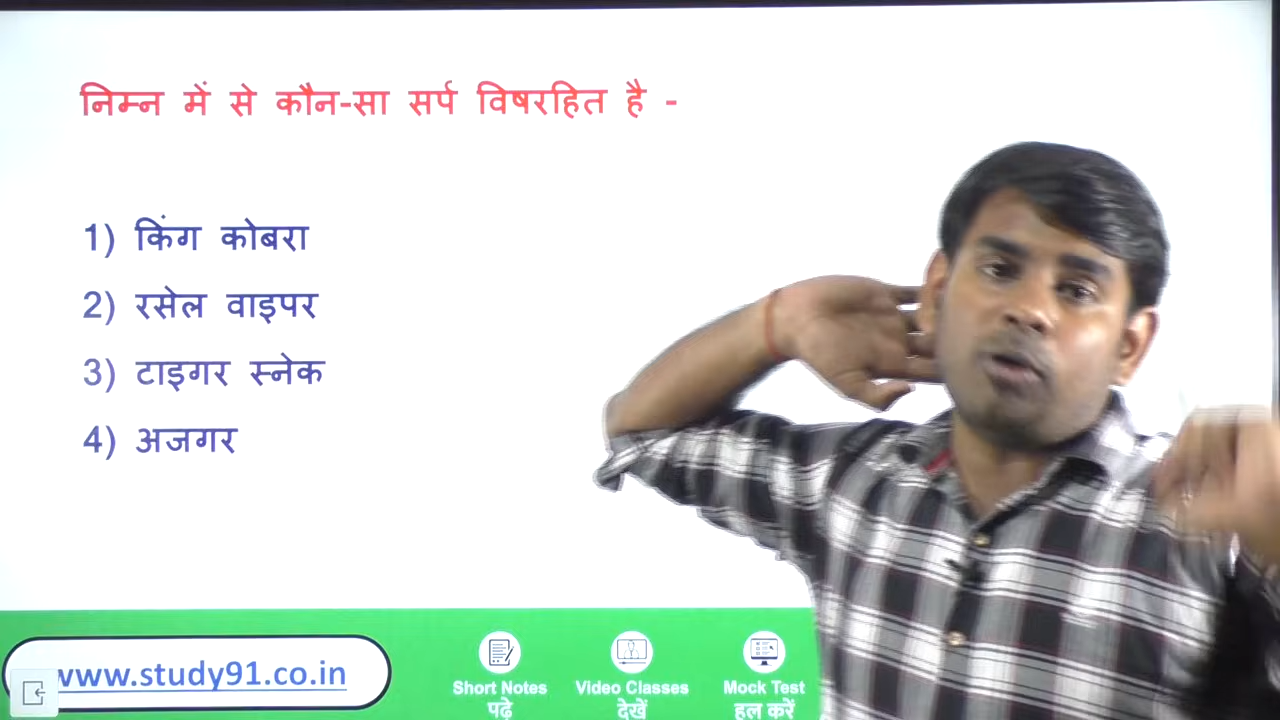 निम्न में से कौन-सा सर्प विषरहित है -
1) किंग कोबरा
2) रसेल वाइपर
3) टाइगर स्नेक
4) अजगर
www.study91.co.in
Short Notes
पढ़े
Video Classes
देखें
Mock Test
हल करें